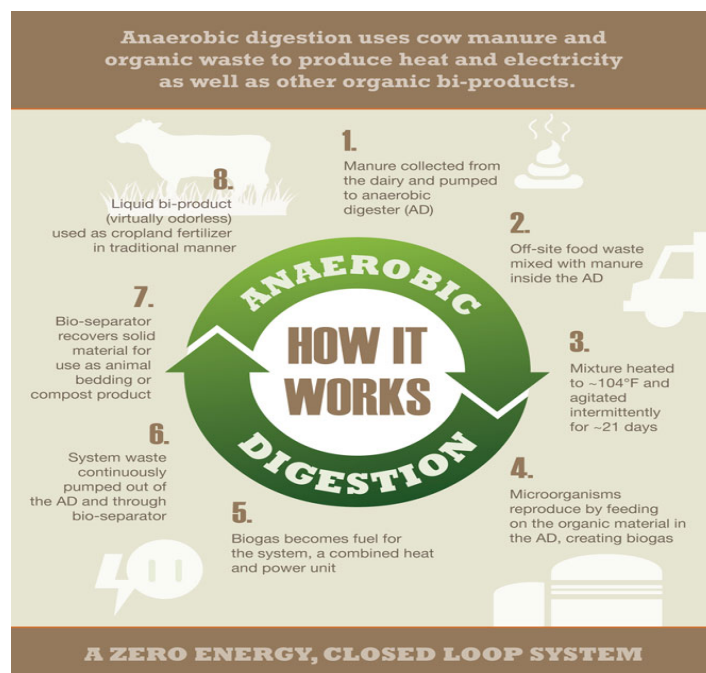 Anaerobic digestion uses cow manure and
organic waste to produce heat and electricity
as well as other organic bi-products.
1.
Manure collected from
the dairy and pumped
to anaerobic
digester (AD)
2.
Off-site food waste
mixed with manure
inside the AD
3.
Mixture heated
to ~104°F and
agitated
intermittently
for ~21 days
4.
Microorganisms
reproduce by feeding
on the organic material in
the AD, creating biogas
5.
Biogas becomes fuel for
the system, a combined heat
and power unit
6.
System waste
continuously
pumped out of
the AD and through
bio-separator
7.
Bio-separator
recovers solid
material for
use as animal
bedding or
compost product
8.
Liquid bi-product
(virtually odorless)
used as cropland fertilizer
in traditional manner
ANAEROBIC
HOW IT
WORKS
DIGESTION
A ZERO ENERGY, CLOSED LOOP SYSTEM